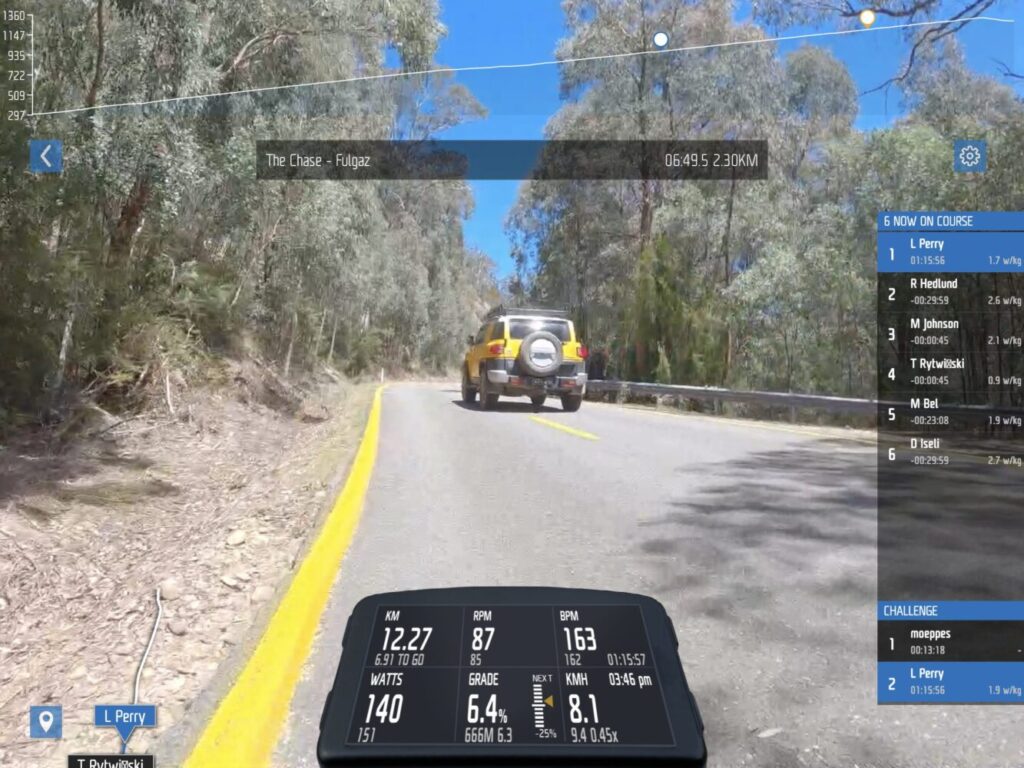 1360
1147
935
722
509
297
The Chase - Fulgaz 06:49.5 2.30KM
6 NOW ON COURSE
1 L Perry
01:15:56 1.7 w/kg
2 R Hedlund
-00:29:59 2.6 w/kg
3 M Johnson
-00:00:45 2.1 w/kg
4 T Rytwiński
-00:00:45 0.9 w/kg
5 M Bel
-00:23:08 1.9 w/kg
6 D Iseli
-00:29:59 2.7 w/kg
CHALLENGE
1 moeppes
00:13:18 -
2 L Perry
01:15:56 1.9 w/kg
KM RPM BPM
12.27 87 163
6.91 TO GO 85 162 01:15:57
WATTS GRADE NEXT KMH 03:46 pm
140 6.4% 8.1
151 666M 6.3 -25% 9.4 0.45x
L Perry